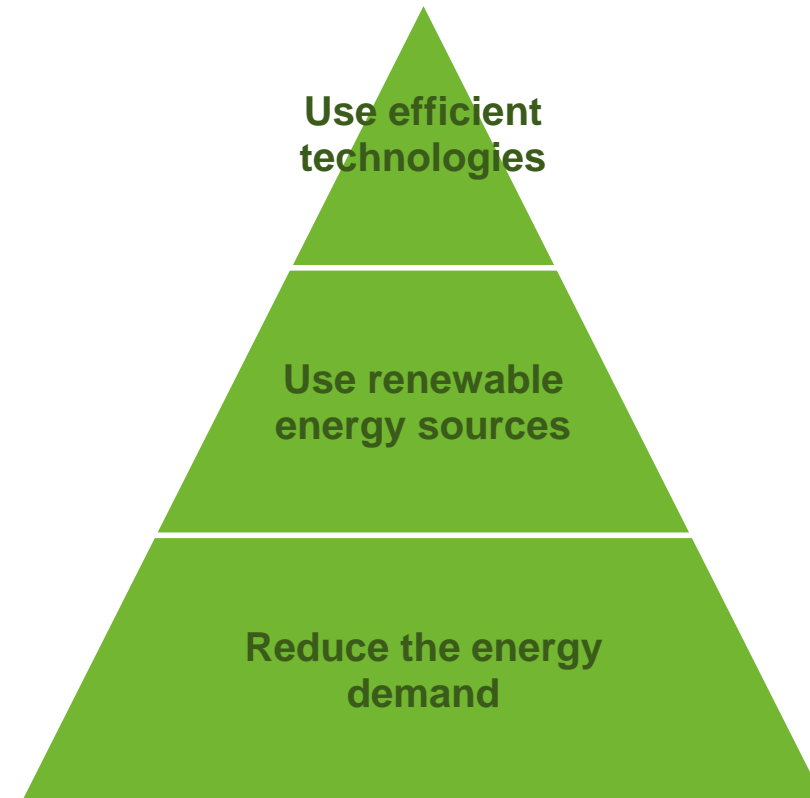 Use efficient
technologies
Use renewable
energy sources
Reduce the energy
demand